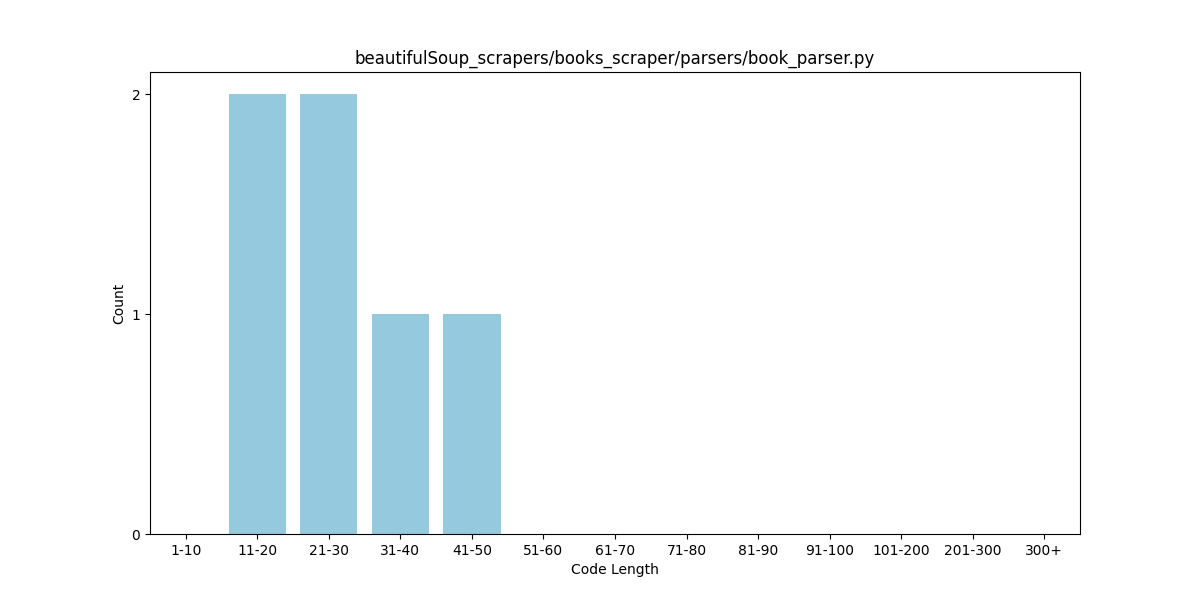 beautifulSoup_scrapers/books_scraper/parsers/book_parser.py
2
1
0
Count
1-10 11-20 21-30 31-40 41-50 51-60 61-70 71-80 81-90 91-100 101-200 201-300 300+
Code Length